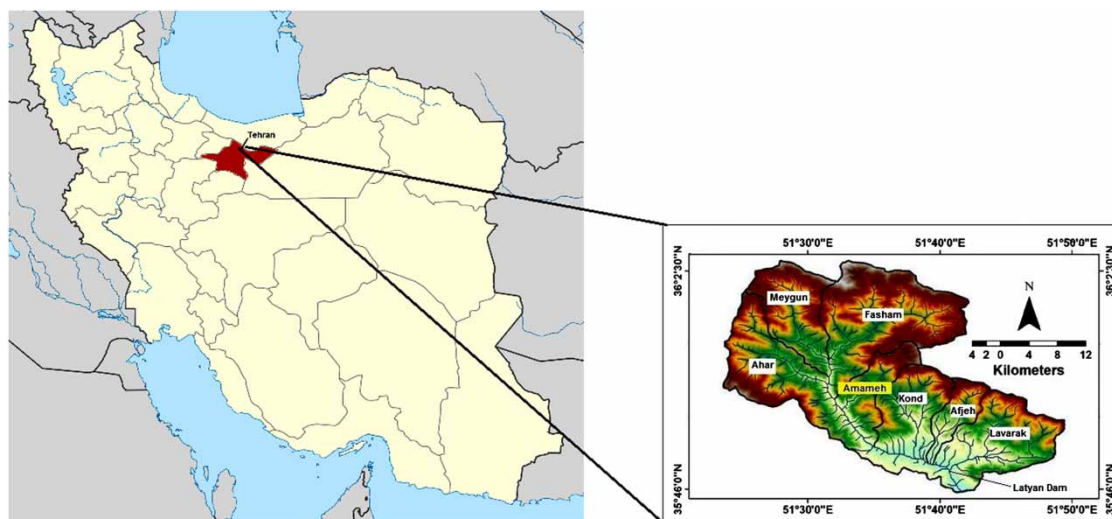 Tehran
51°30'0"E 51°40'0"E 51°50'0"E
36°2'30"N
36°2'30"N
Meygun
Fasham
N
4 2 0 4 8 12
Kilometers
Ahar
Amameh
Kond
Afjeh
Lavarak
Latyan Dam
35°46'0"N
35°46'0"N
51°30'0"E 51°40'0"E 51°50'0"E